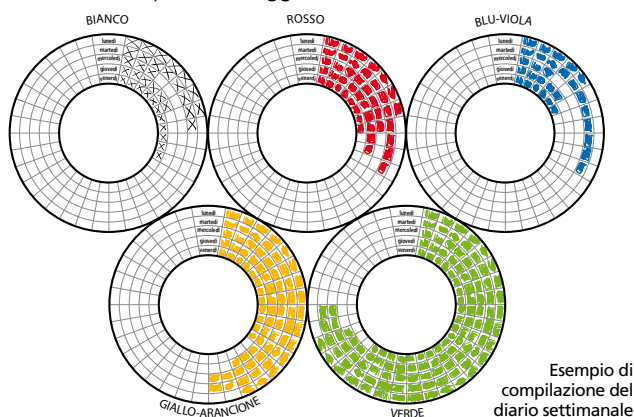 BIANCO
ROSSO
BLU-VIOLA
lunedì
martedì
mercoledì
giovedì
venerdì
lunedì
martedì
mercoledì
giovedì
venerdì
lunedì
martedì
mercoledì
giovedì
venerdì
lunedì
martedì
mercoledì
giovedì
venerdì
lunedì
martedì
mercoledì
giovedì
venerdì
GIALLO-ARANCIONE
VERDE
Esempio di
compilazione del
diario settimanale